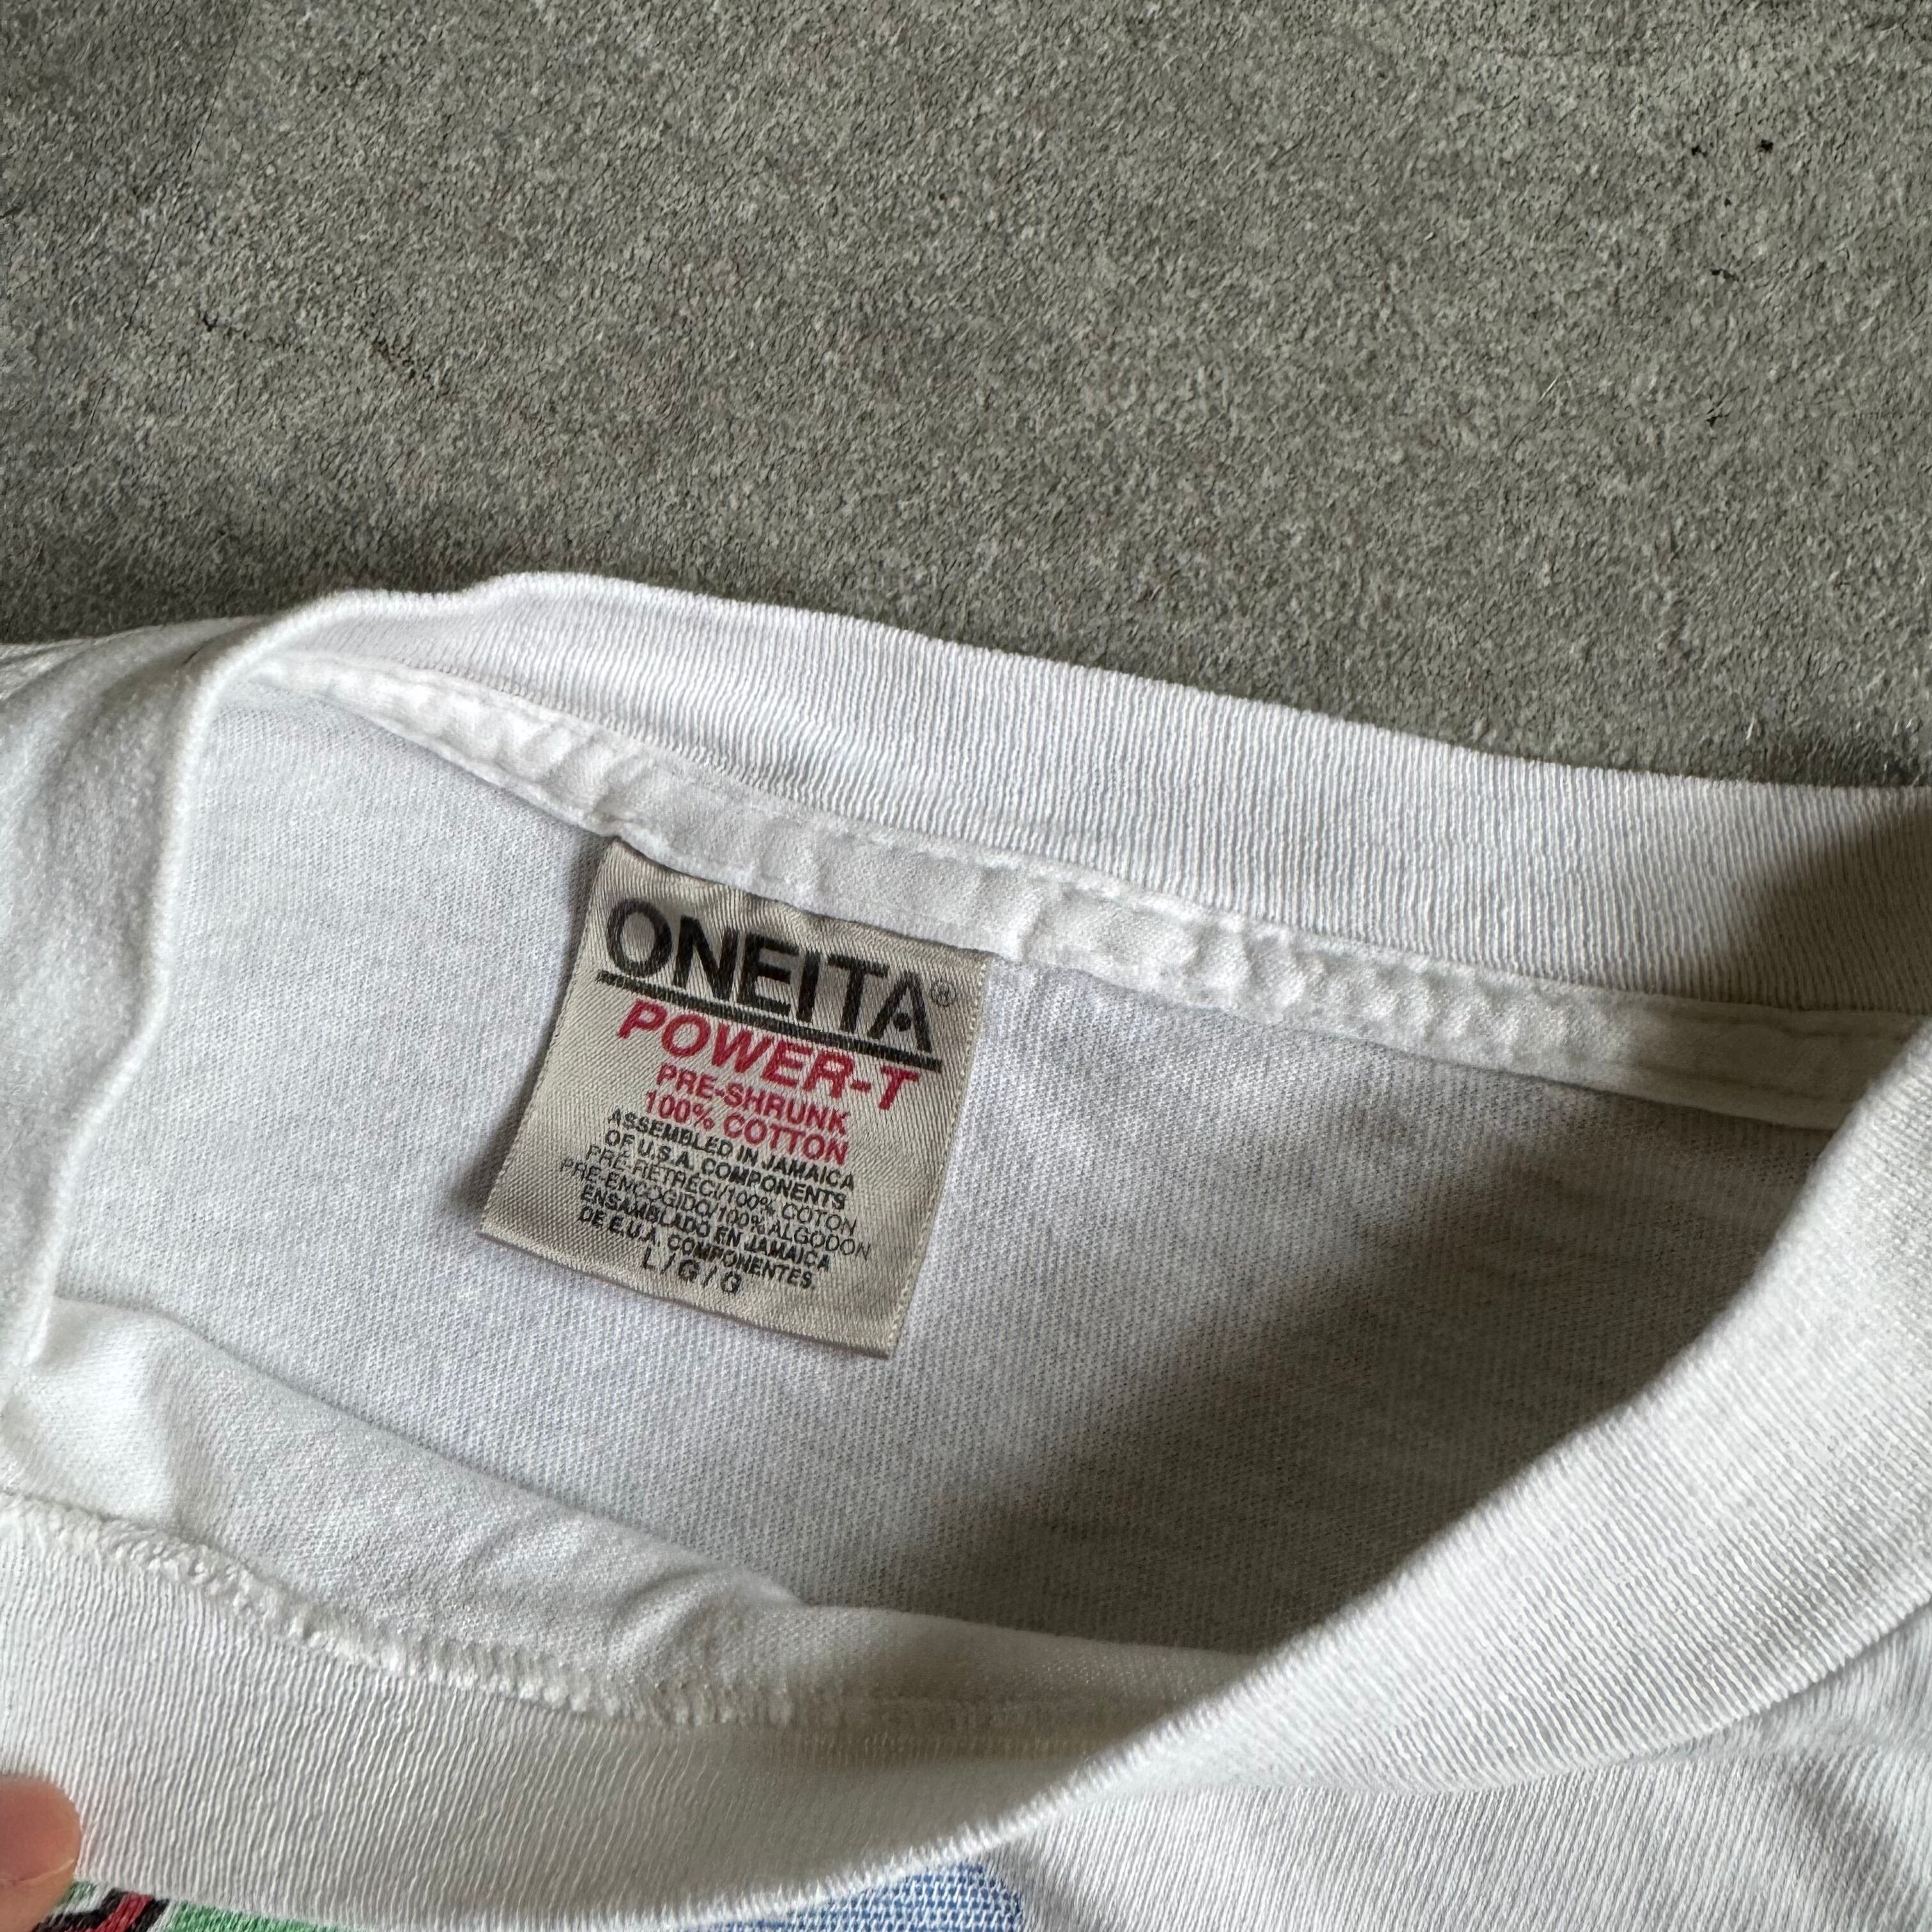 ONEITA®
POWER-T
PRE-SHRUNK
100% COTTON
ASSEMBLED IN JAMAICA
OF U.S.A. COMPONENTS
PRÉ-RETRÉCI/100% COTON
PRE-ENCOGIDO/100% ALGODON
ENSAMBLADO EN JAMAICA
DE E.U.A. COMPONENTES.
L/G/G